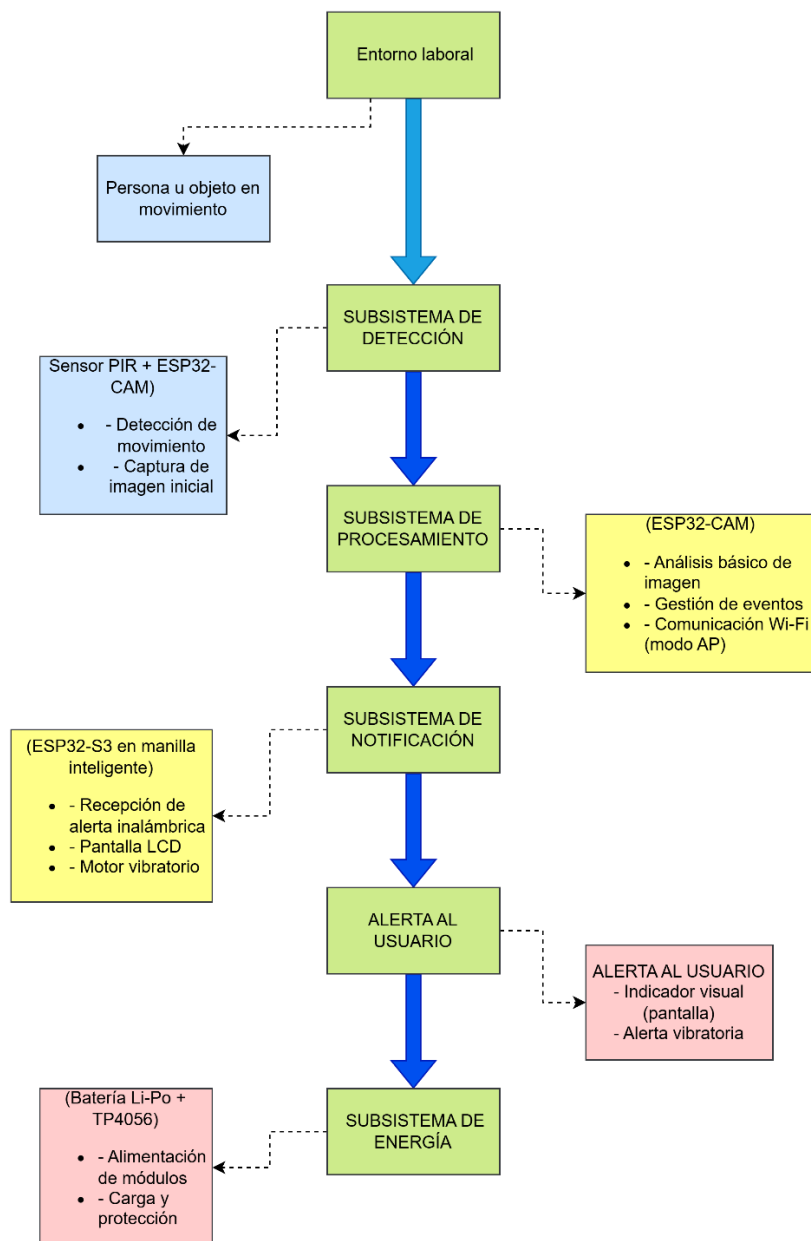 Entorno laboral
Persona u objeto en
movimiento
SUBSISTEMA DE
DETECCIÓN
Sensor PIR + ESP32-
CAM)
• - Detección de
movimiento
• - Captura de
imagen inicial
SUBSISTEMA DE
PROCESAMIENTO
(ESP32-CAM)
• - Análisis básico de
imagen
• - Gestión de eventos
• - Comunicación Wi-Fi
(modo AP)
SUBSISTEMA DE
NOTIFICACIÓN
(ESP32-S3 en manilla
inteligente)
• - Recepción de
alerta inalámbrica
• - Pantalla LCD
• - Motor vibratorio
ALERTA AL
USUARIO
ALERTA AL USUARIO
- Indicador visual
(pantalla)
- Alerta vibratoria
SUBSISTEMA DE
ENERGÍA
(Batería Li-Po +
TP4056)
• - Alimentación
de módulos
• - Carga y
protección